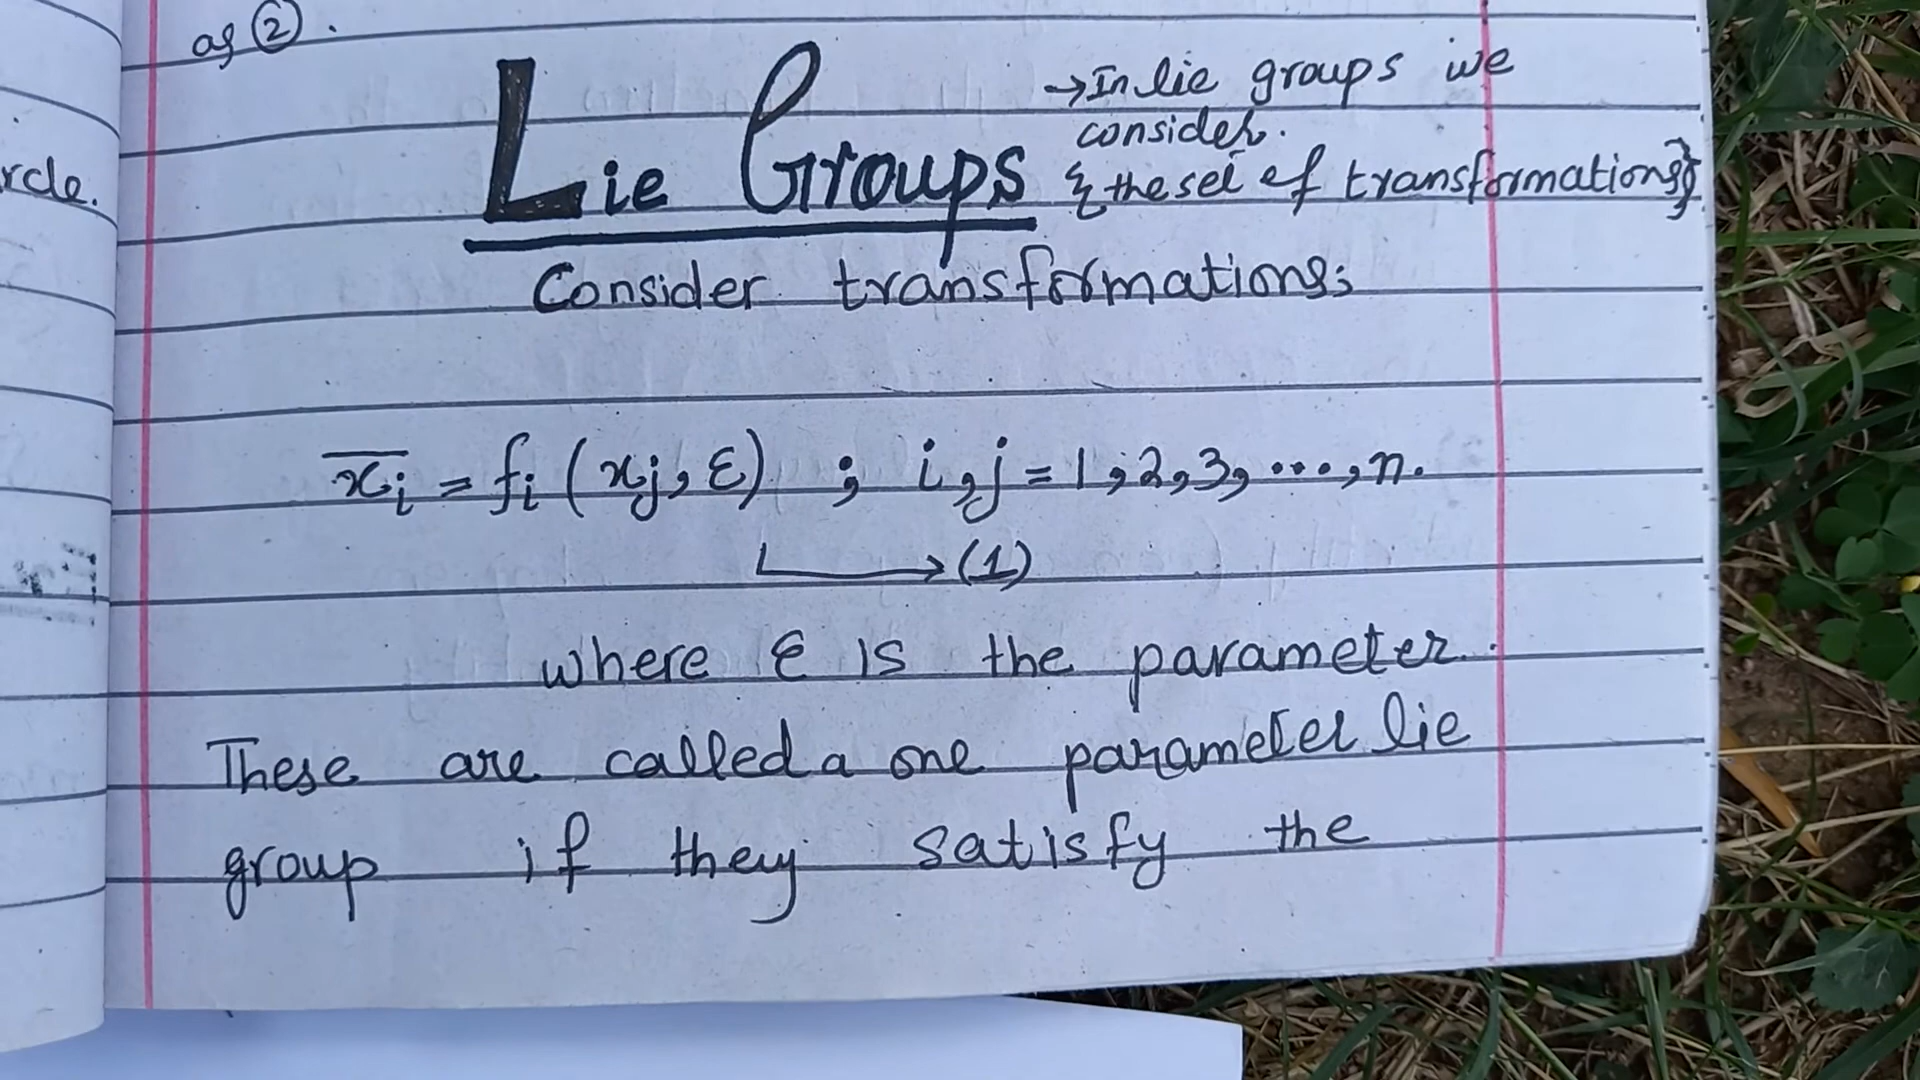 as ②.
rcle.
Lie Groups
→In lie groups we
consider.
{ the set of transformations}
Consider transformations;
x̅ᵢ = fᵢ (xⱼ, ε) ; i, j = 1, 2, 3, ..., n.
→ (1)
where ε is the parameter.
These are called a one parameter lie
group if they satisfy the